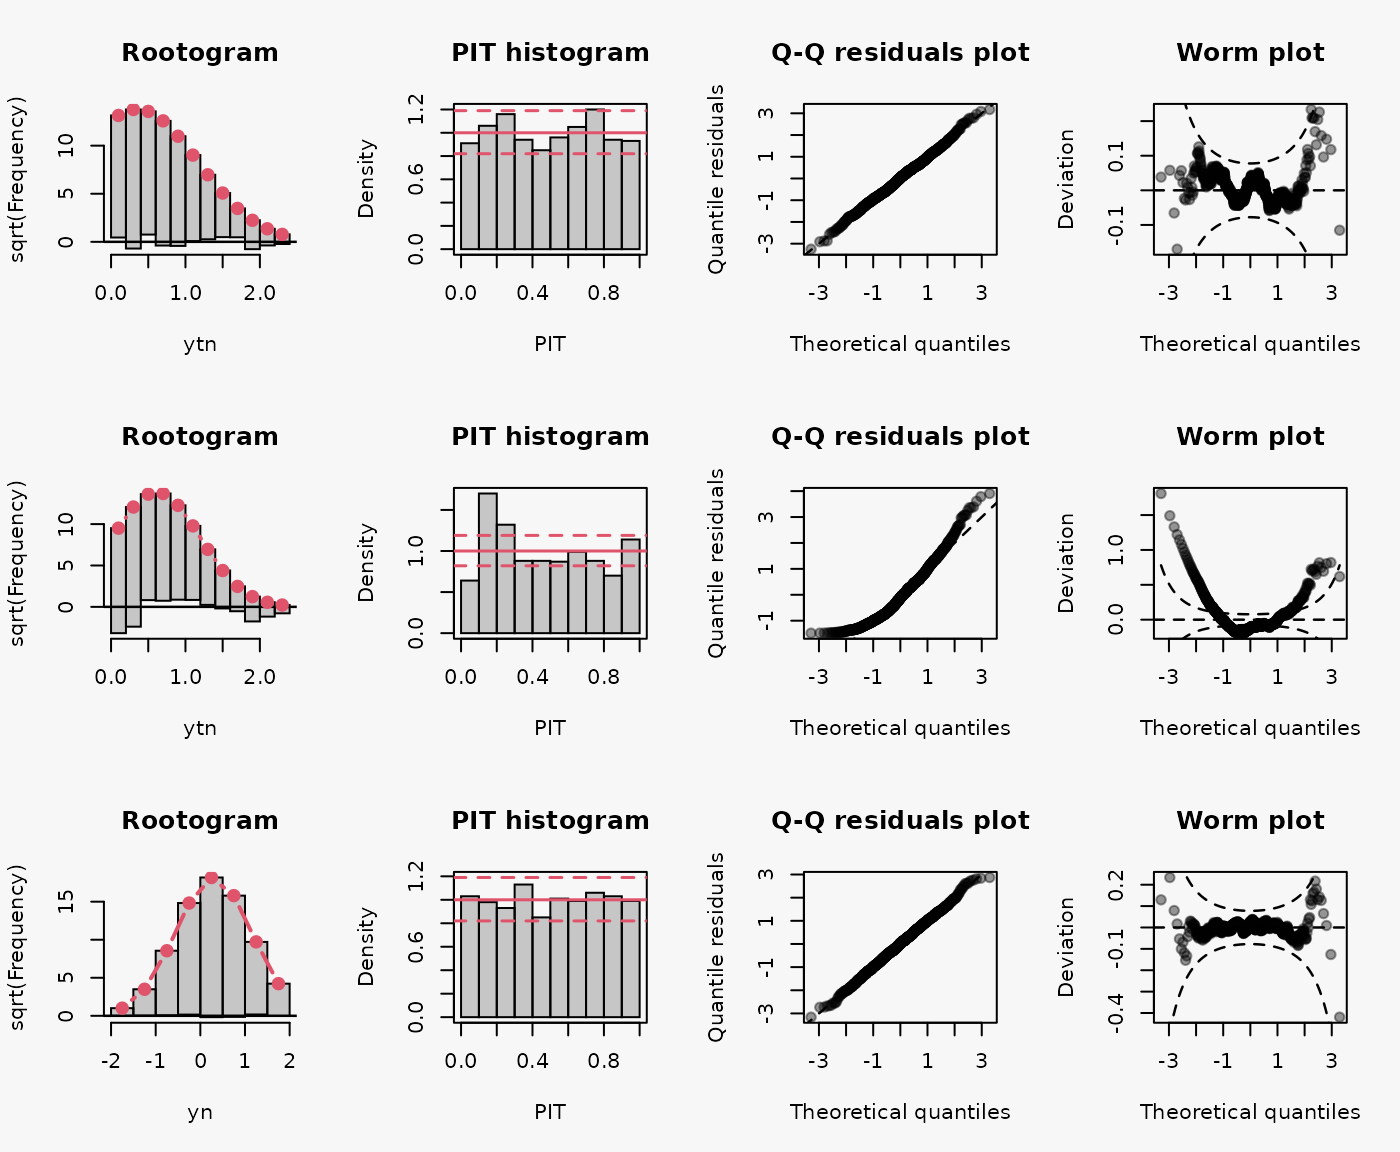 Rootogram PIT histogram Q-Q residuals plot Worm plot
sqrt(Frequency)
0 5 10
0.0 1.0 2.0
ytn
Density
0.0 0.6 1.2
0.0 0.4 0.8
PIT
Quantile residuals
-3 -1 1 3
-3 -1 1 3
Theoretical quantiles
Deviation
-0.1 0.1
-3 -1 1 3
Theoretical quantiles
Rootogram PIT histogram Q-Q residuals plot Worm plot
sqrt(Frequency)
0 5 10
0.0 1.0 2.0
ytn
Density
0.0 1.0
0.0 0.4 0.8
PIT
Quantile residuals
-1 1 3
-3 -1 1 3
Theoretical quantiles
Deviation
0.0 1.0
-3 -1 1 3
Theoretical quantiles
Rootogram PIT histogram Q-Q residuals plot Worm plot
sqrt(Frequency)
0 5 15
-2 -1 0 1 2
yn
Density
0.0 0.6 1.2
0.0 0.4 0.8
PIT
Quantile residuals
-3 -1 1 3
-3 -1 1 3
Theoretical quantiles
Deviation
-0.4 -0.1 0.2
-3 -1 1 3
Theoretical quantiles